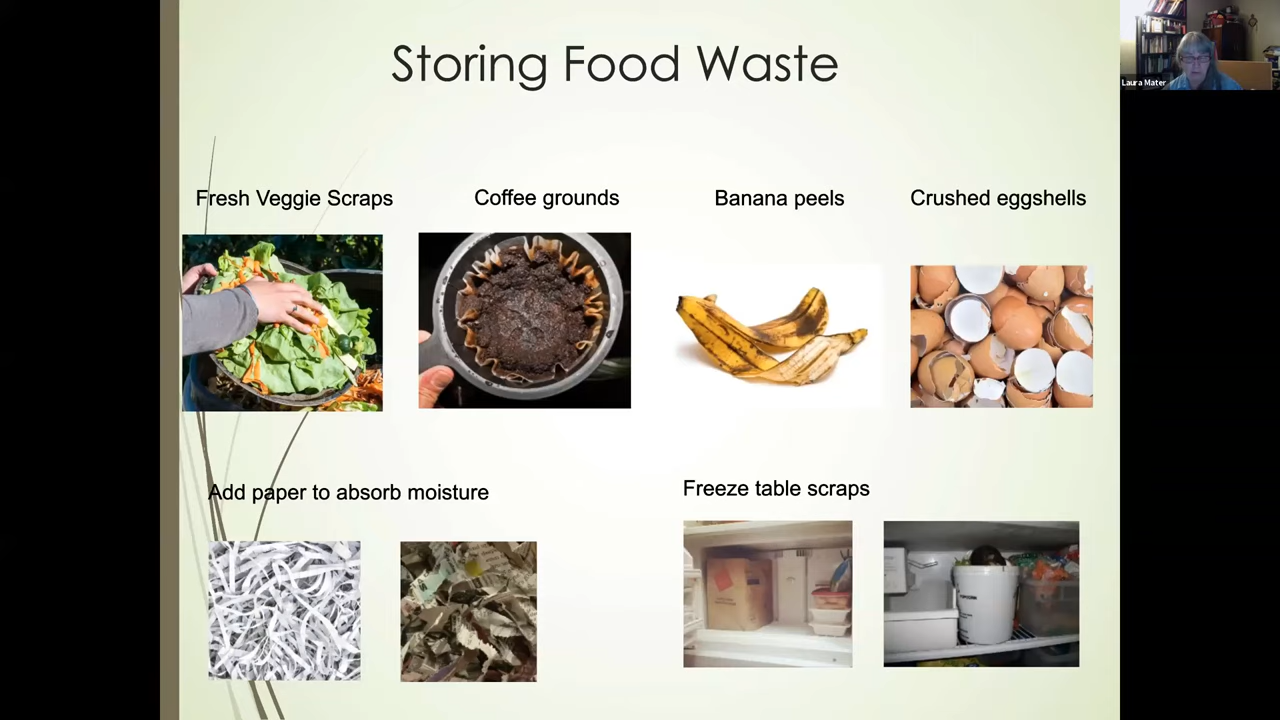 Storing Food Waste
Laura Mater
Fresh Veggie Scraps
Coffee grounds
Banana peels
Crushed eggshells
Add paper to absorb moisture
Freeze table scraps